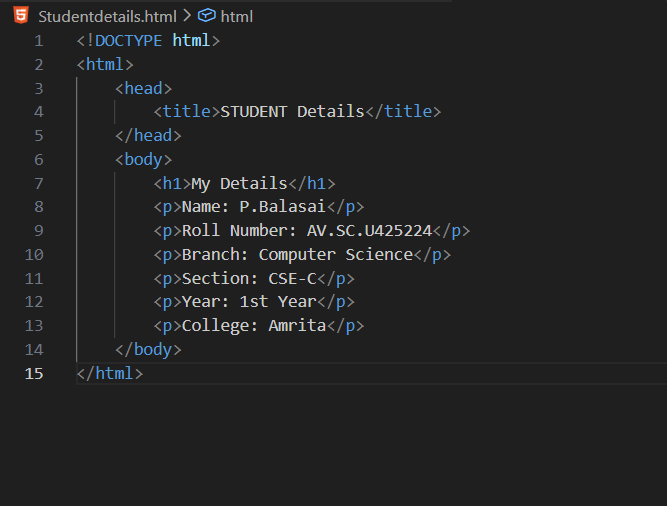 Studentdetails.html > html
1 <!DOCTYPE html>
2 <html>
3     <head>
4         <title>STUDENT Details</title>
5     </head>
6     <body>
7         <h1>My Details</h1>
8         <p>Name: P.Balasai</p>
9         <p>Roll Number: AV.SC.U425224</p>
10         <p>Branch: Computer Science</p>
11         <p>Section: CSE-C</p>
12         <p>Year: 1st Year</p>
13         <p>College: Amrita</p>
14     </body>
15 </html>